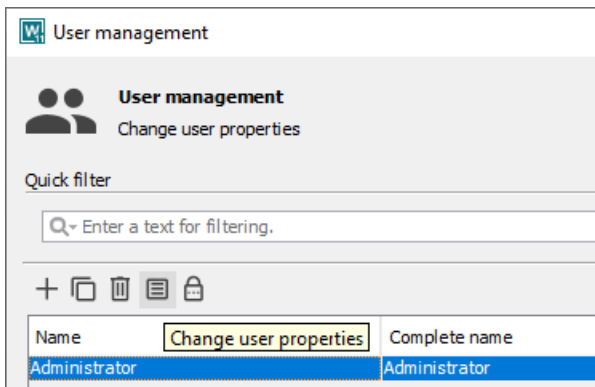 W 11 User management
User management
Change user properties
Quick filter
Enter a text for filtering.
Name Change user properties Complete name
Administrator Administrator